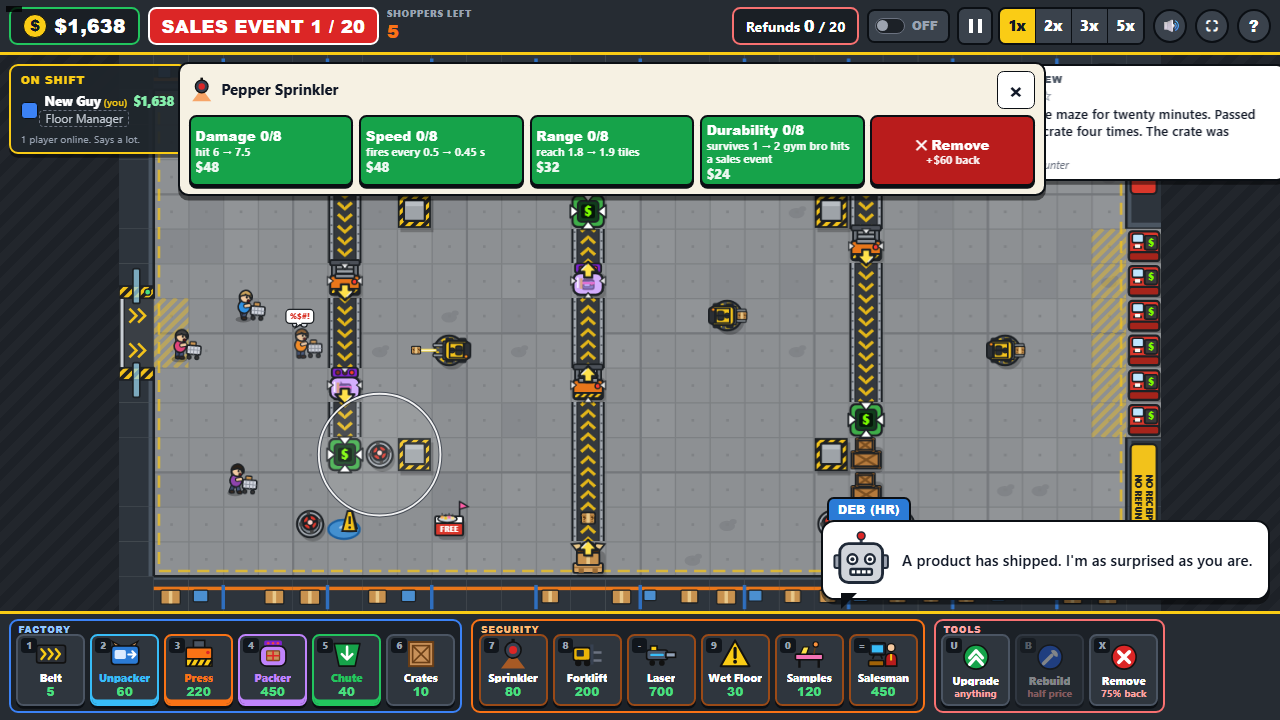 $1,638
SALES EVENT 1 / 20
SHOPPERS LEFT
5
Refunds 0 / 20
OFF
1x
2x
3x
5x
?
ON SHIFT
New Guy (you) $1,638
Floor Manager
1 player online. Says a lot.
Pepper Sprinkler
×
Damage 0/8
hit 6 → 7.5
$48
Speed 0/8
fires every 0.5 → 0.45 s
$48
Range 0/8
reach 1.8 → 1.9 tiles
$32
Durability 0/8
survives 1 → 2 gym bro hits
a sales event
$24
✕ Remove
+$60 back
EW
e maze for twenty minutes. Passed
crate four times. The crate was
unter
%$#!
FREE
NO REC
NO REFUN
DEB (HR)
A product has shipped. I'm as surprised as you are.
FACTORY
1
Belt
5
2
Unpacker
60
3
Press
220
4
Packer
450
5
Chute
40
6
Crates
10
SECURITY
7
Sprinkler
80
8
Forklift
200
-
Laser
700
9
Wet Floor
30
0
Samples
120
=
Salesman
450
TOOLS
U
Upgrade
anything
B
Rebuild
half price
X
Remove
75% back